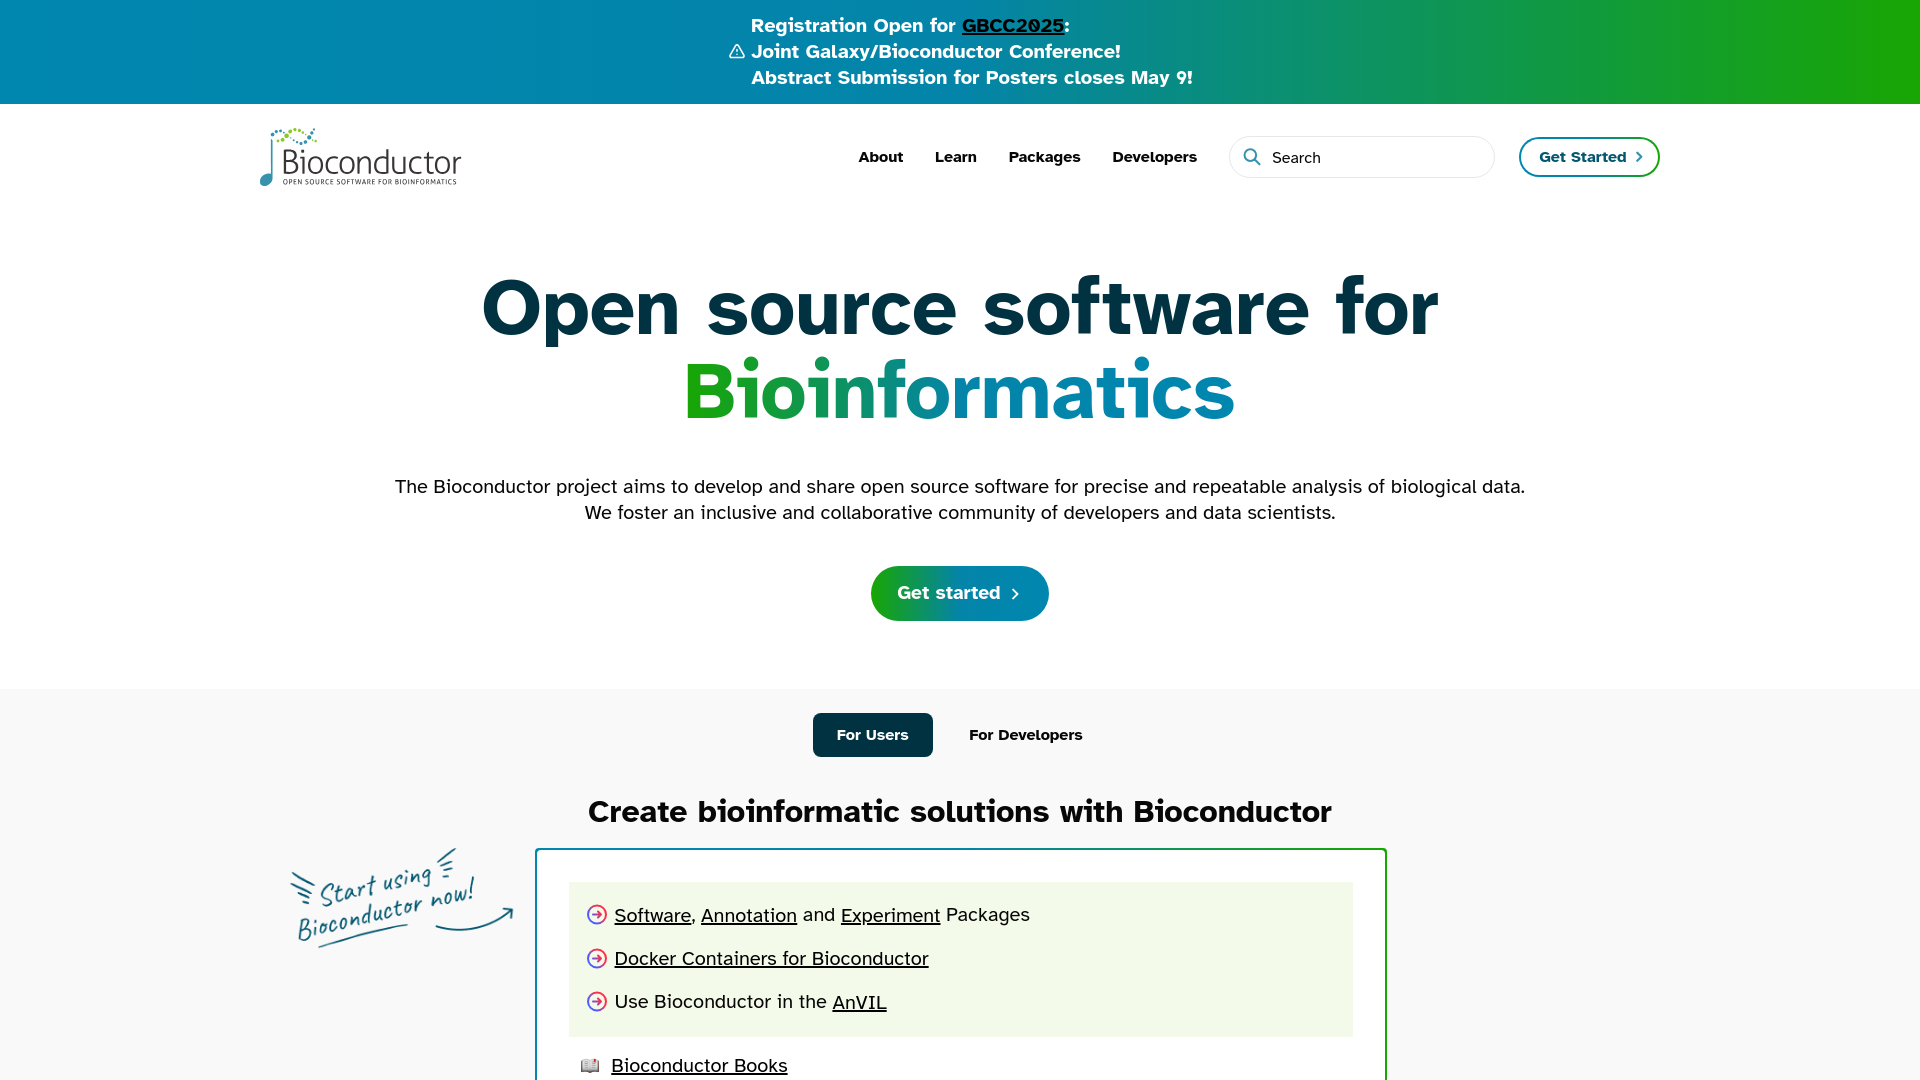 Registration Open for GBCC2025:
Joint Galaxy/Bioconductor Conference!
Abstract Submission for Posters closes May 9!
Bioconductor
OPEN SOURCE SOFTWARE FOR BIOINFORMATICS
About
Learn
Packages
Developers
Search
Get Started
Open source software for
Bioinformatics
The Bioconductor project aims to develop and share open source software for precise and repeatable analysis of biological data.
We foster an inclusive and collaborative community of developers and data scientists.
Get started
For Users
For Developers
Create bioinformatic solutions with Bioconductor
Start using
Bioconductor now!
Software, Annotation and Experiment Packages
Docker Containers for Bioconductor
Use Bioconductor in the AnVIL
Bioconductor Books